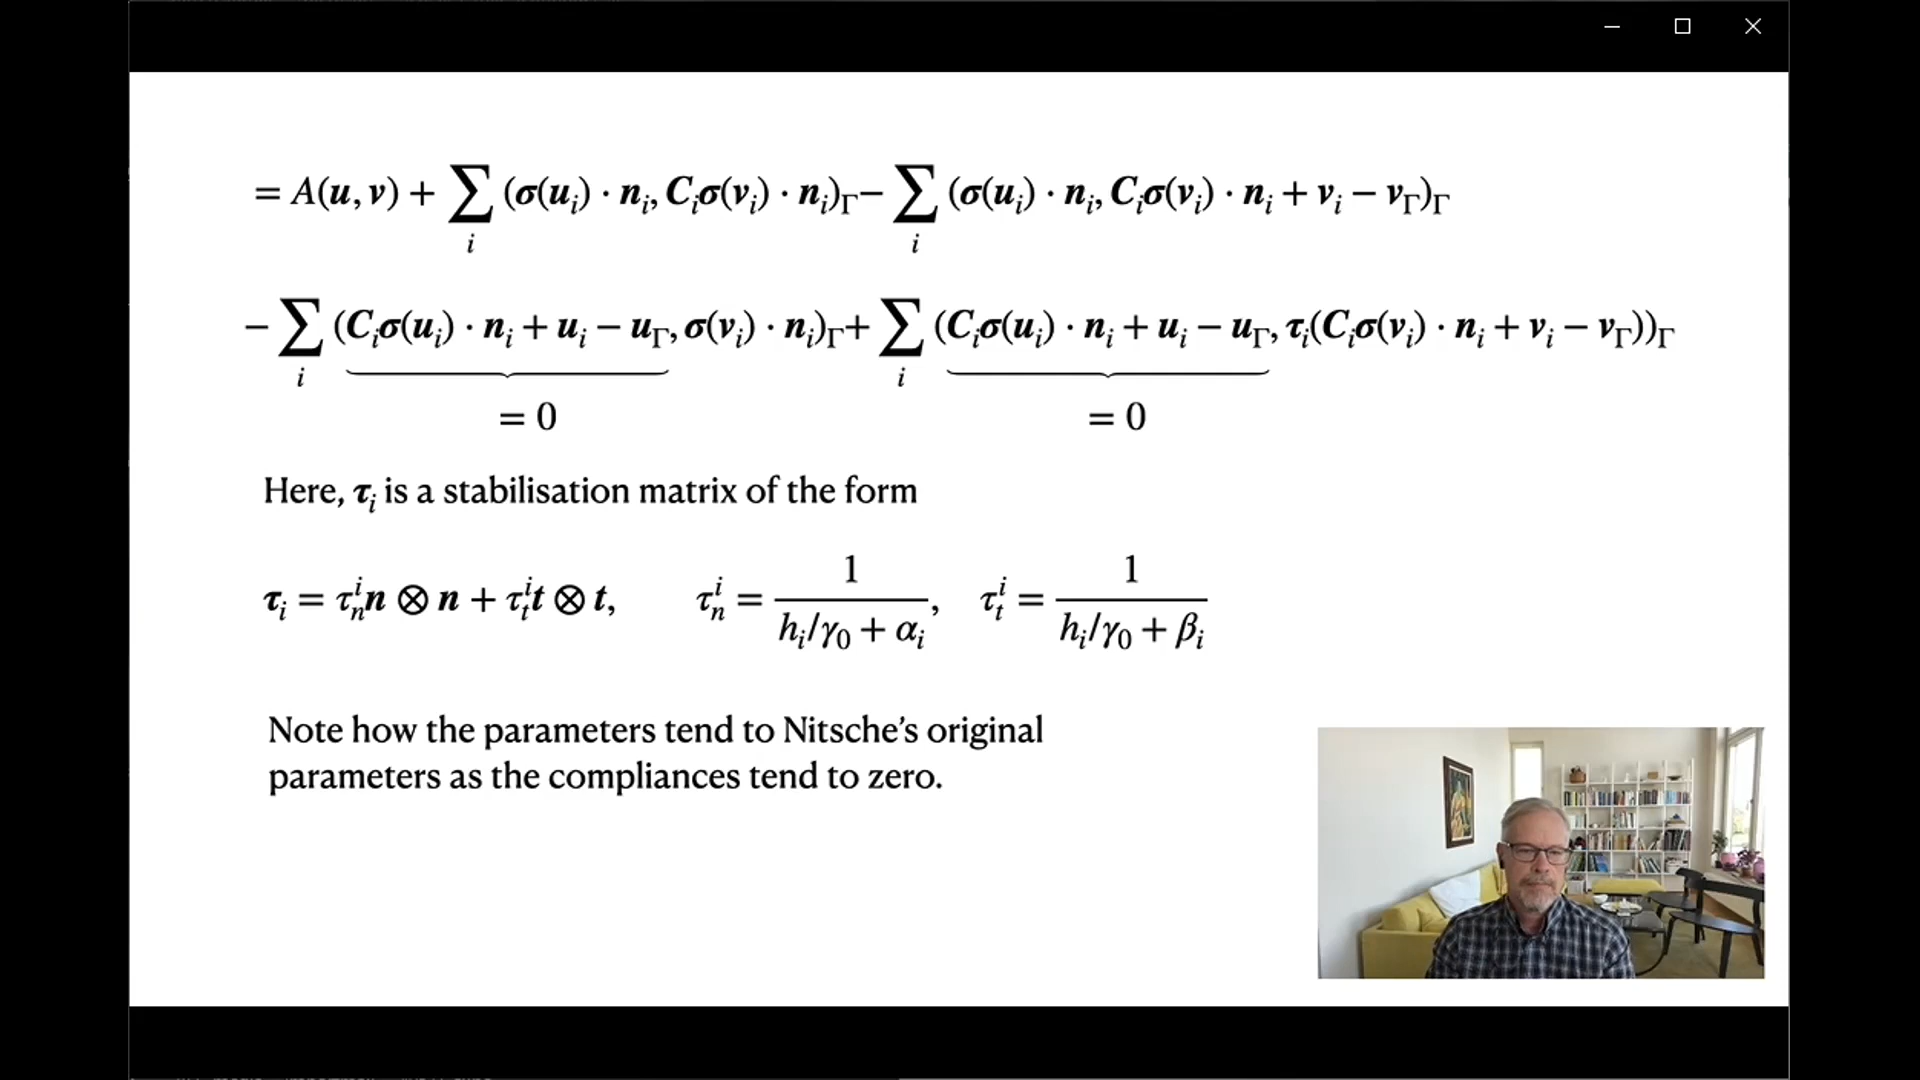 = A(u, v) + ∑_i (σ(u_i) · n_i, C_iσ(v_i) · n_i)_Γ − ∑_i (σ(u_i) · n_i, C_iσ(v_i) · n_i + v_i − v_Γ)_Γ
− ∑_i (C_iσ(u_i) · n_i + u_i − u_Γ, σ(v_i) · n_i)_Γ + ∑_i (C_iσ(u_i) · n_i + u_i − u_Γ, τ_i(C_iσ(v_i) · n_i + v_i − v_Γ))_Γ
= 0 = 0
Here, τ_i is a stabilisation matrix of the form
τ_i = τ_n^i n ⊗ n + τ_t^i t ⊗ t, τ_n^i = 1/(h_i/γ_0 + α_i), τ_t^i = 1/(h_i/γ_0 + β_i)
Note how the parameters tend to Nitsche’s original
parameters as the compliances tend to zero.